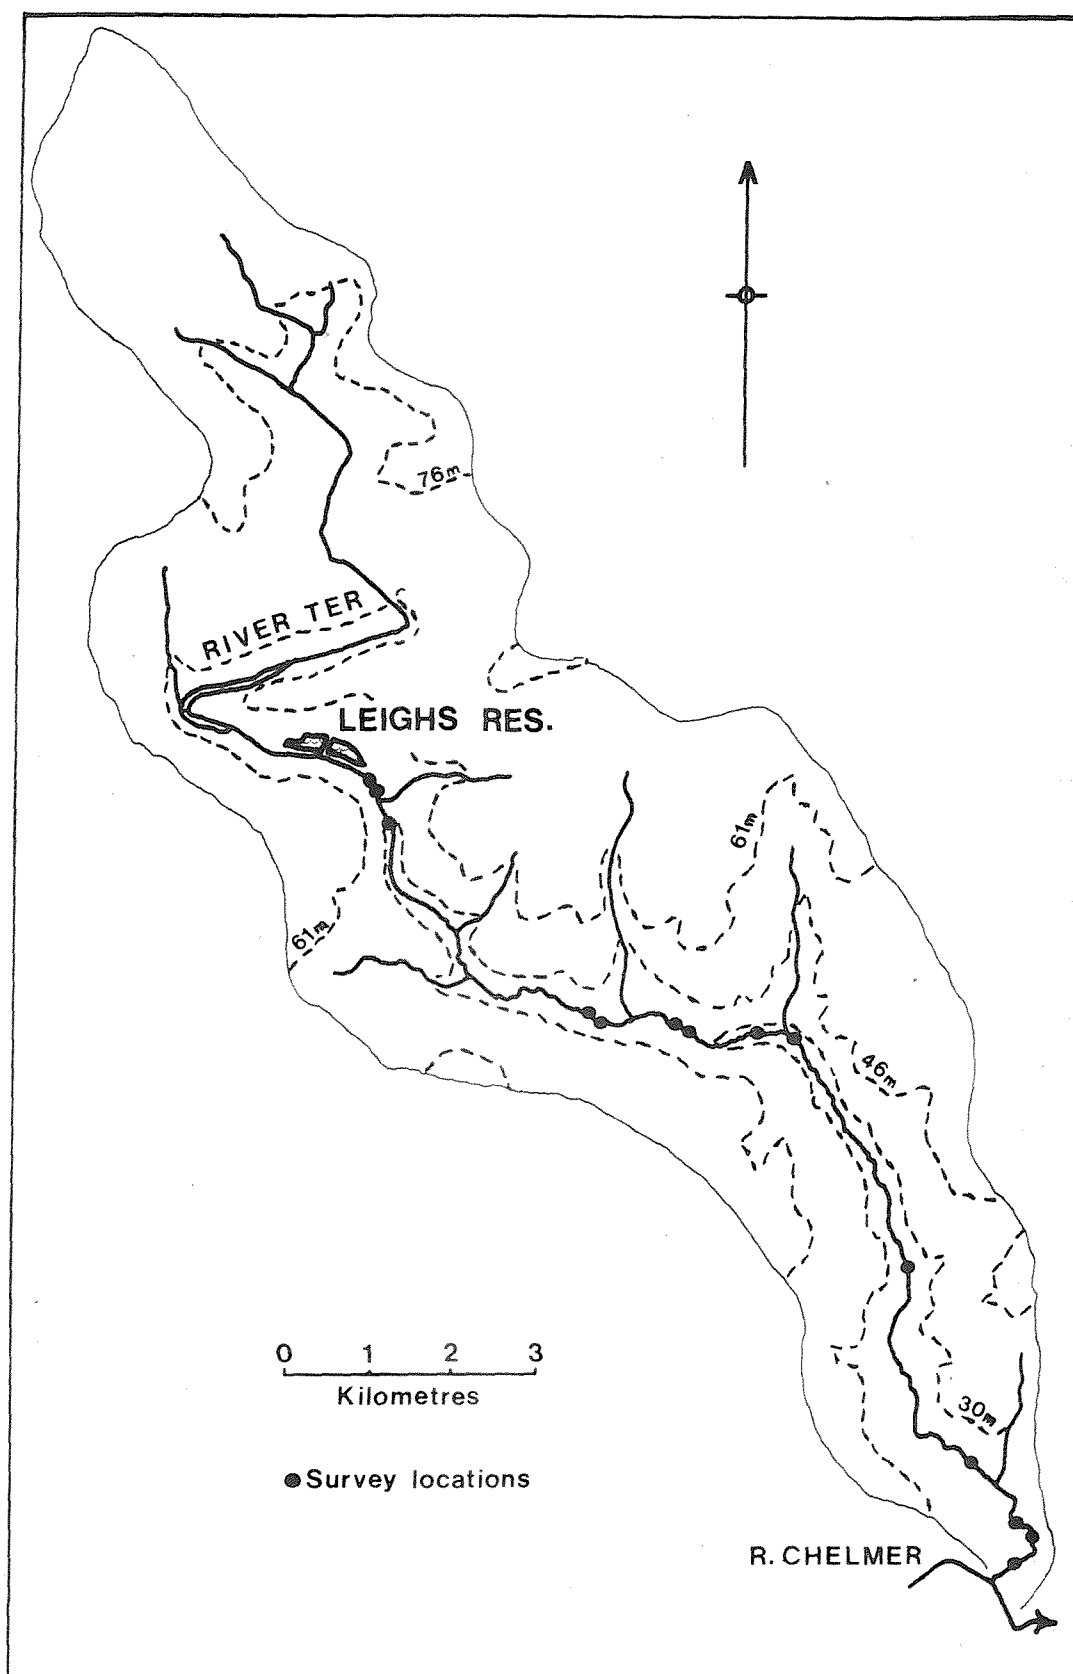 76m
RIVER TER
LEIGHS RES.
61m
61m
46m
0 1 2 3
Kilometres
30m
Survey locations
R. CHELMER